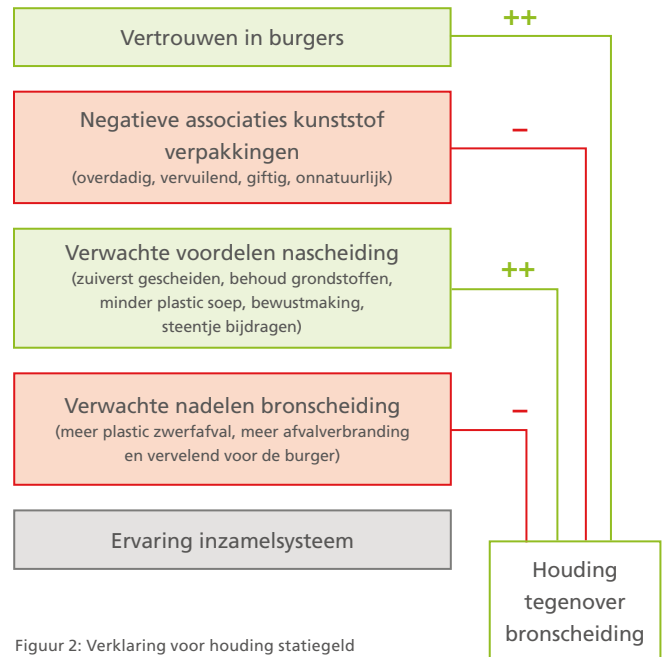 Vertrouwen in burgers
++
Negatieve associaties kunststof
verpakkingen
(overdadig, vervuilend, giftig, onnatuurlijk)
–
Verwachte voordelen nascheiding
(zuiverst gescheiden, behoud grondstoffen,
minder plastic soep, bewustmaking,
steentje bijdragen)
++
Verwachte nadelen bronscheiding
(meer plastic zwerfafval, meer afvalverbranding
en vervelend voor de burger)
–
Ervaring inzamelsysteem
Houding
tegenover
bronscheiding
Figuur 2: Verklaring voor houding statiegeld